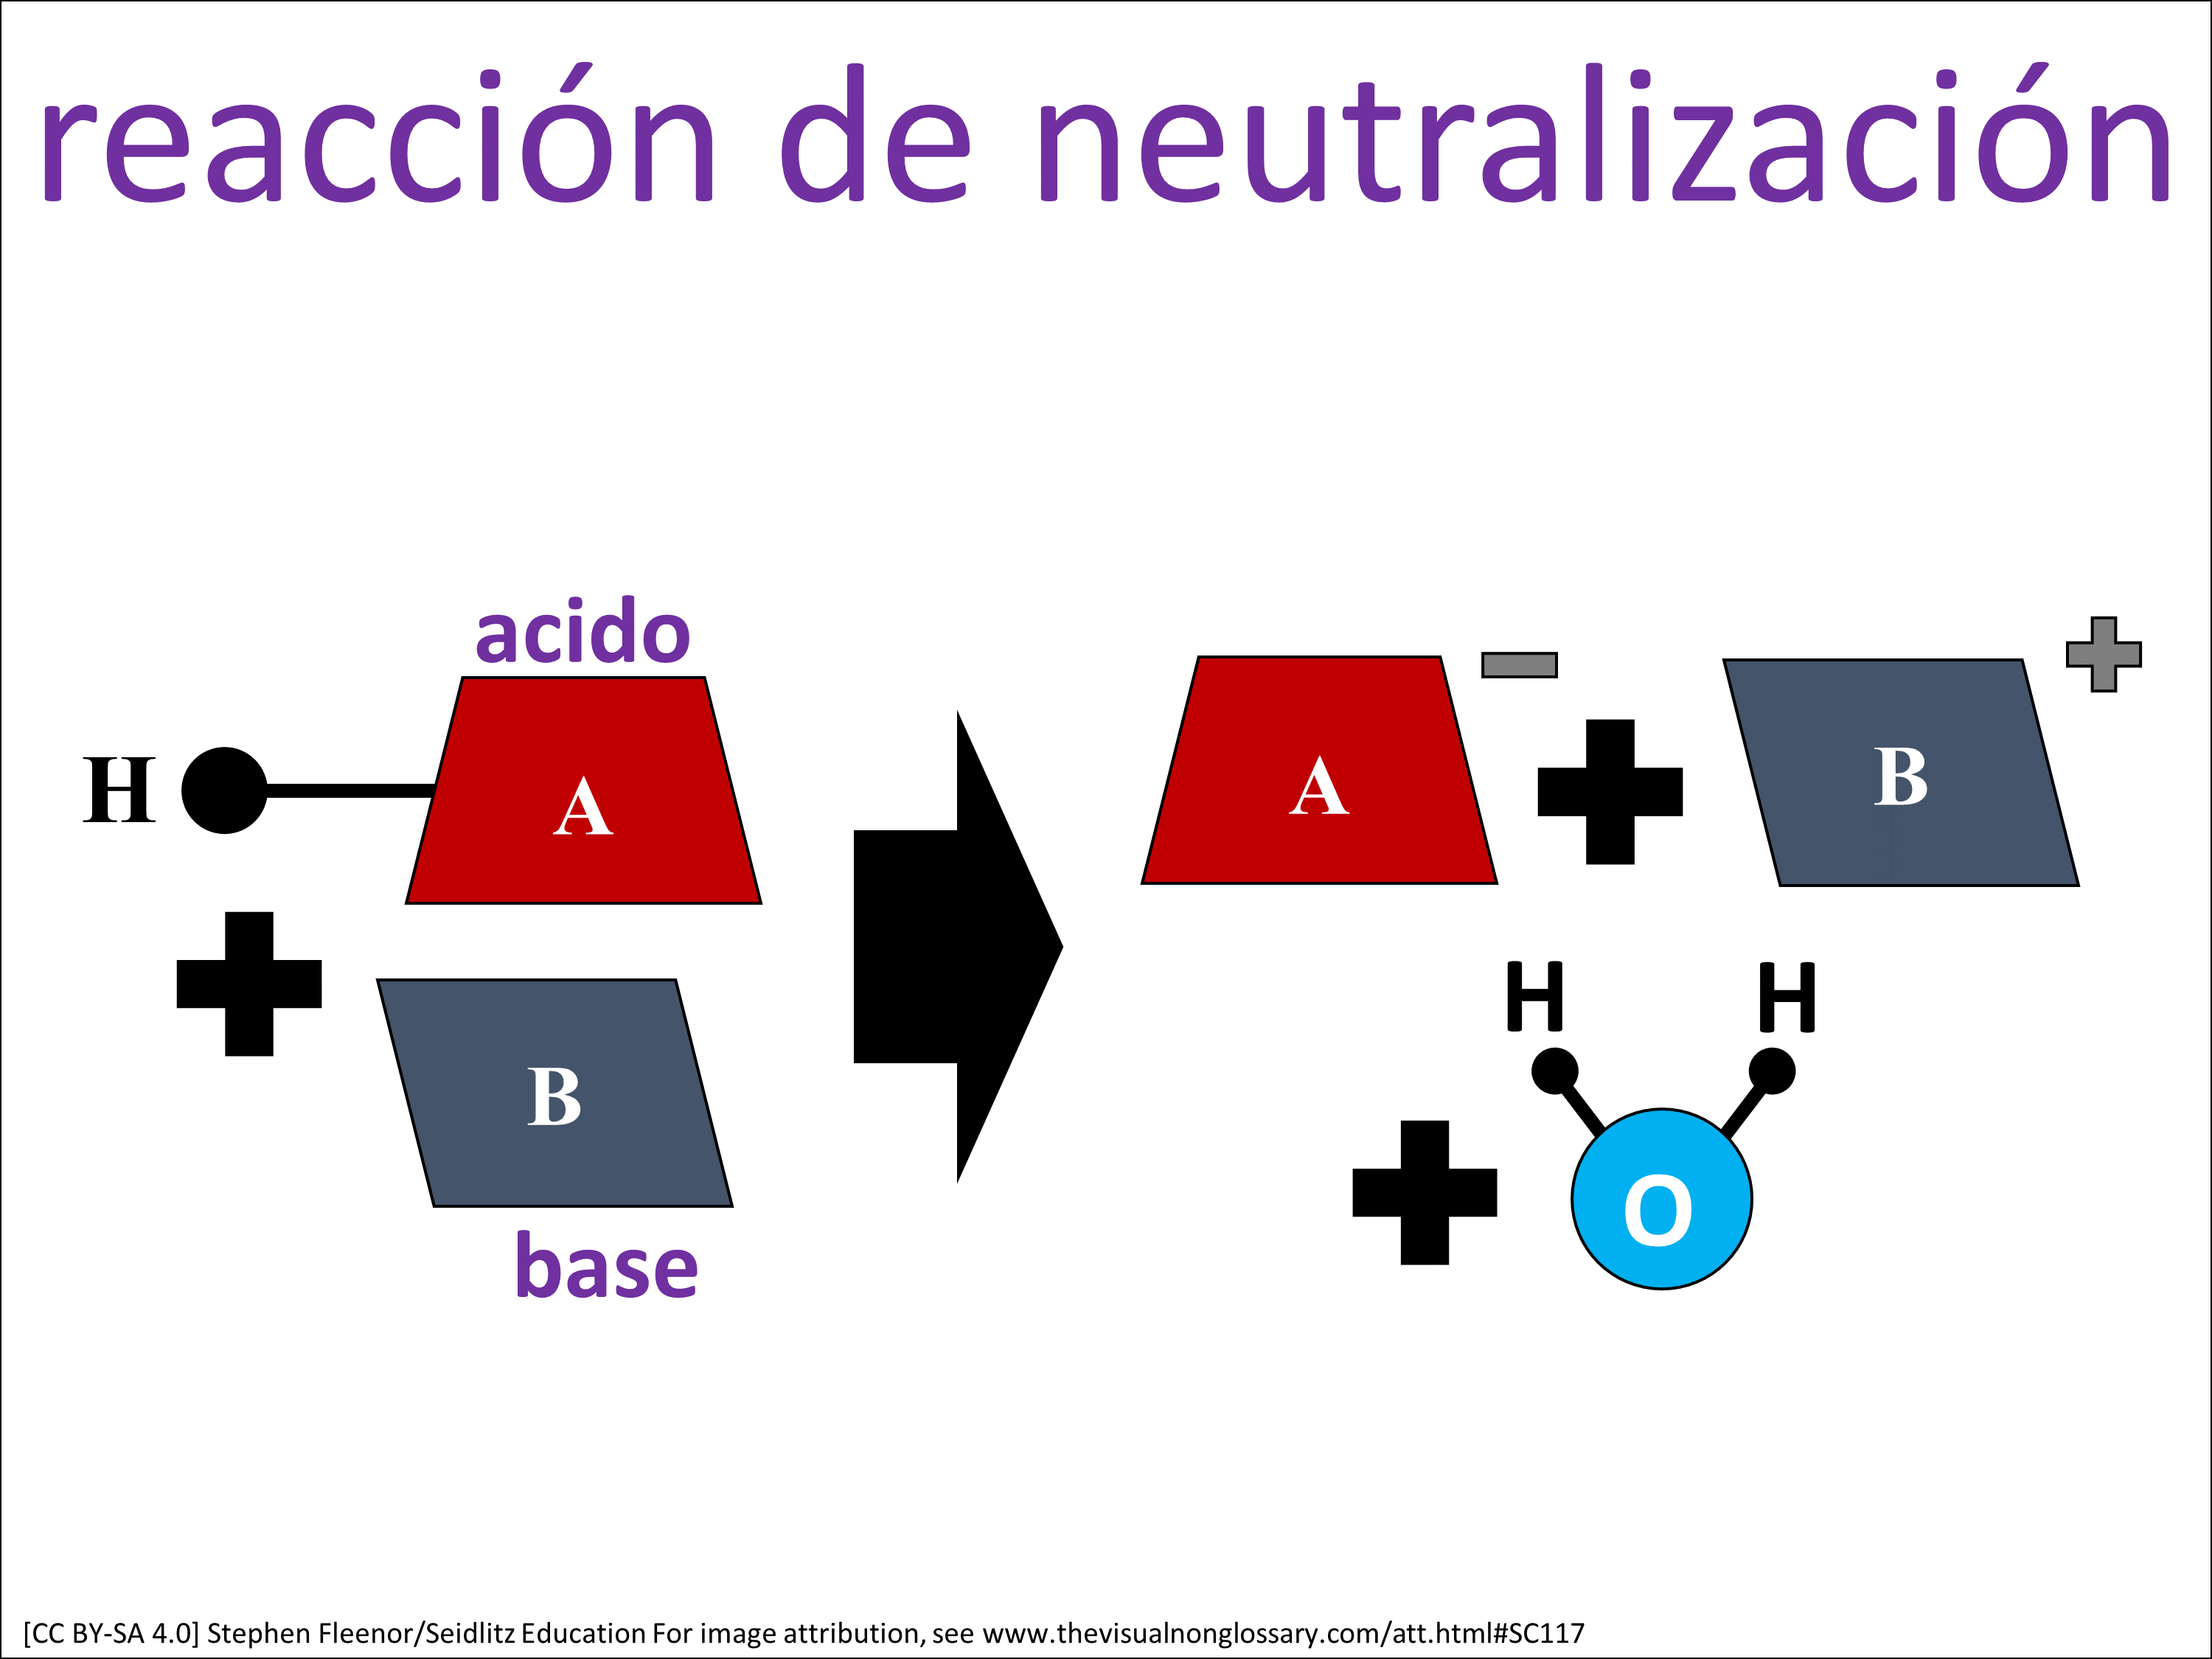 reacción de neutralización
acido
H
A
B
base
A
B
H H
O
[CC BY-SA 4.0] Stephen Fleenor/Seidlitz Education For image attribution, see www.thevisualnonglossary.com/att.html#SC117